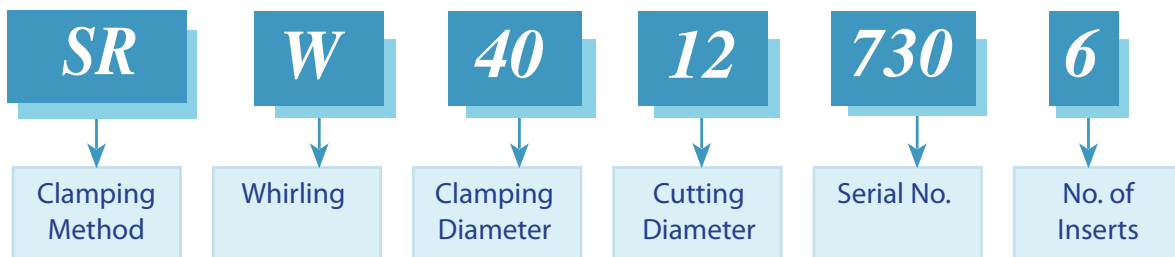 SR W 40 12 730 6
Clamping Method
Whirling
Clamping Diameter
Cutting Diameter
Serial No.
No. of Inserts